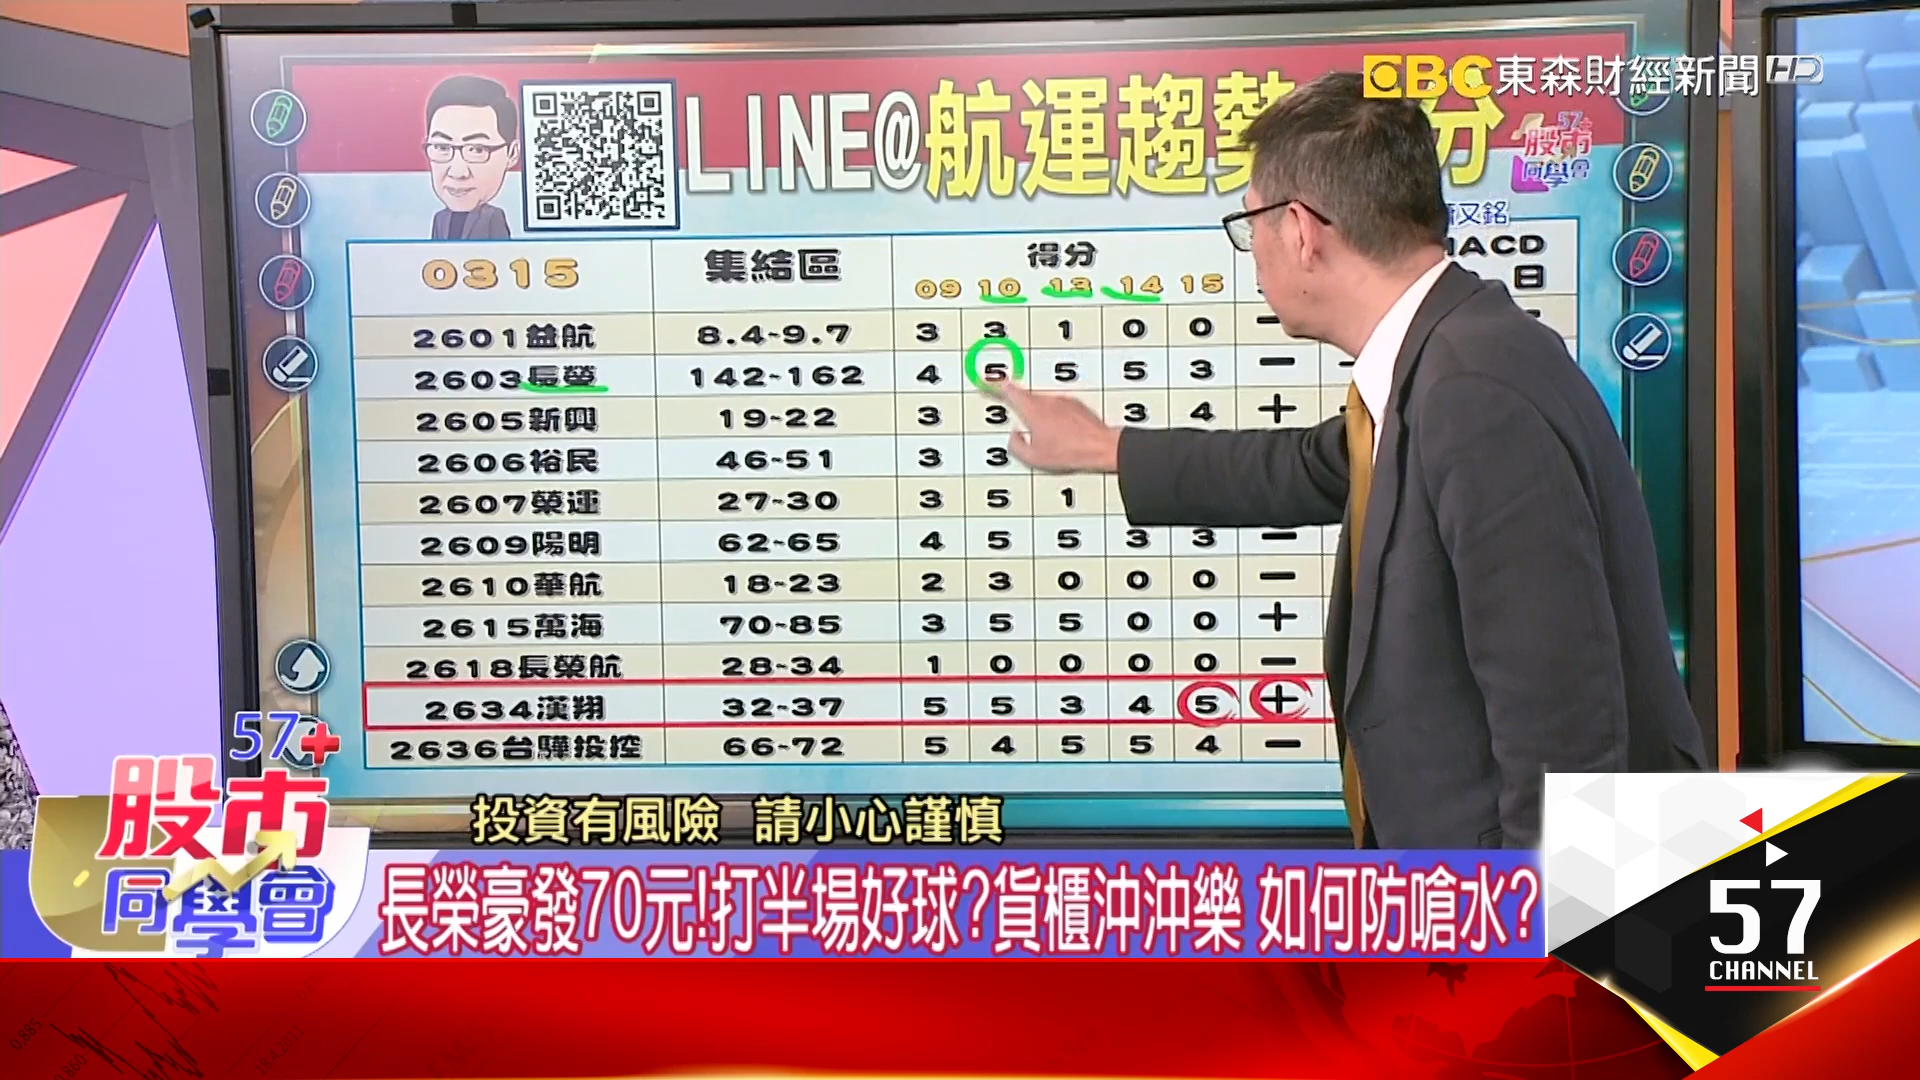 EBC東森財經新聞HD
LINE@航運趨勢 分
57+
股市
同學會
又銘
0315 集結區 得分 MACD
09 10 13 14 15 日
2601益航 8.4-9.7 3 3 1 0 0 -
2603長榮 142-162 4 5 5 5 3 - -
2605新興 19-22 3 3 3 4 +
2606裕民 46-51 3 3
2607榮運 27-30 3 5 1
2609陽明 62-65 4 5 5 3 3 -
2610華航 18-23 2 3 0 0 0 -
2615萬海 70-85 3 5 5 0 0 +
2618長榮航 28-34 1 0 0 0 0 -
2634漢翔 32-37 5 5 3 4 5 +
2636台驊投控 66-72 5 4 5 5 4 -
57+
股市
同學會
投資有風險 請小心謹慎
長榮豪發70元!打半場好球?貨櫃沖沖樂 如何防嗆水?
57
CHANNEL